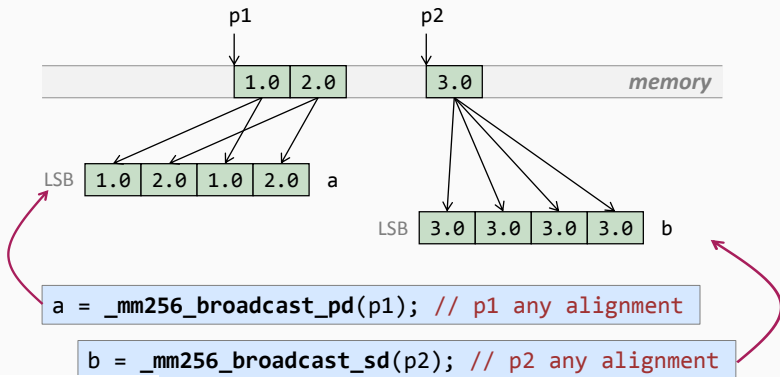 p1 p2
1.0 2.0 3.0 memory
LSB 1.0 2.0 1.0 2.0 a
LSB 3.0 3.0 3.0 3.0 b
a = _mm256_broadcast_pd(p1); // p1 any alignment
b = _mm256_broadcast_sd(p2); // p2 any alignment